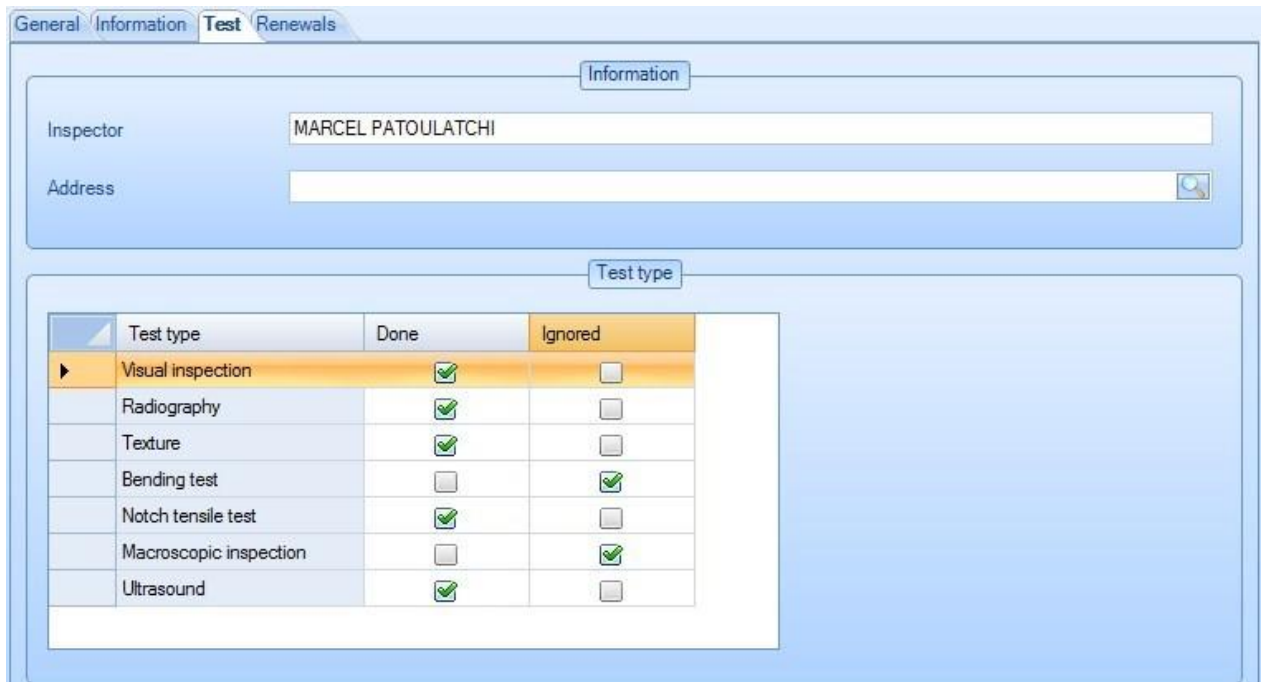 General Information Test Renewals
Information
Inspector MARCEL PATOULATCHI
Address
Test type
Test type Done Ignored
Visual inspection
Radiography
Texture
Bending test
Notch tensile test
Macroscopic inspection
Ultrasound